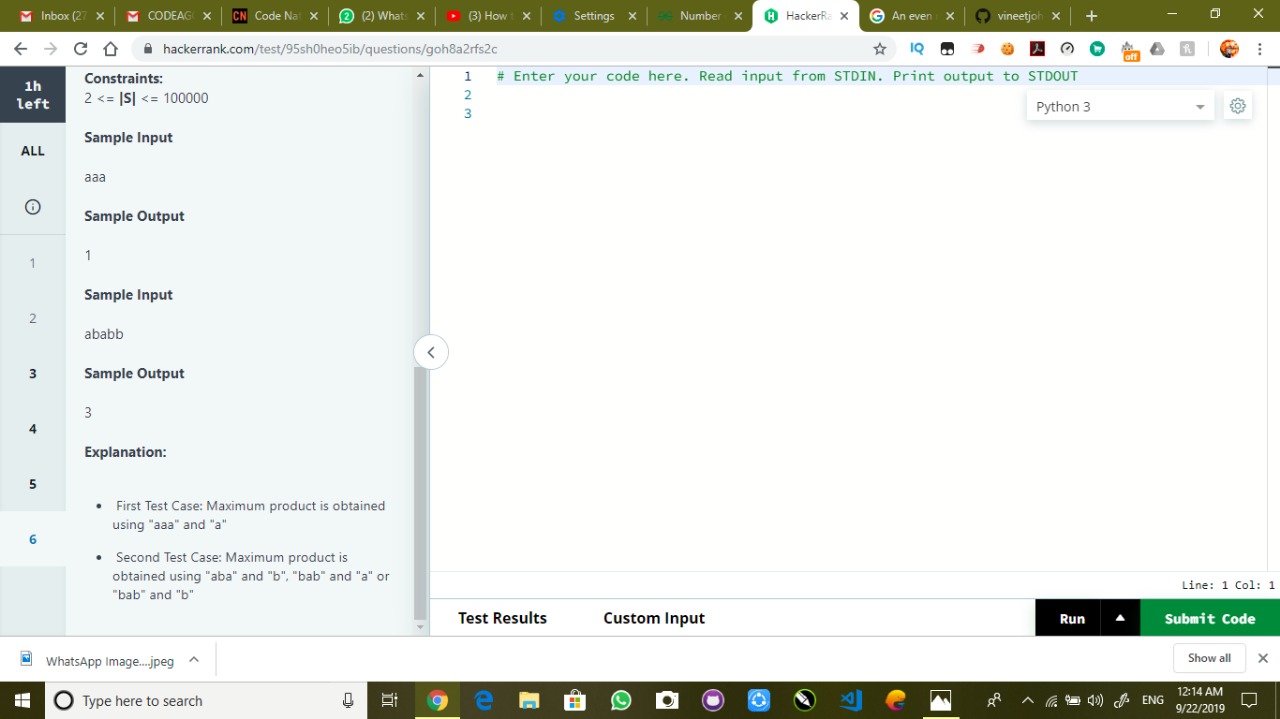 Inbox (27
CODEAG
CN Code Na
(2) Whats
(3) How t
Settings
Number
HackerRa
An even
vineetjoh
hackerrank.com/test/95sh0heo5ib/questions/goh8a2rfs2c
IQ
off
1h
left
ALL
1
2
3
4
5
6
Constraints:
2 <= |S| <= 100000
Sample Input
aaa
Sample Output
1
Sample Input
ababb
Sample Output
3
Explanation:
First Test Case: Maximum product is obtained
using "aaa" and "a"
Second Test Case: Maximum product is
obtained using "aba" and "b", "bab" and "a" or
"bab" and "b"
1 # Enter your code here. Read input from STDIN. Print output to STDOUT
2
3
Python 3
Line: 1 Col: 1
Test Results
Custom Input
Run
Submit Code
WhatsApp Image....jpeg
Show all
Type here to search
ENG
12:14 AM
9/22/2019